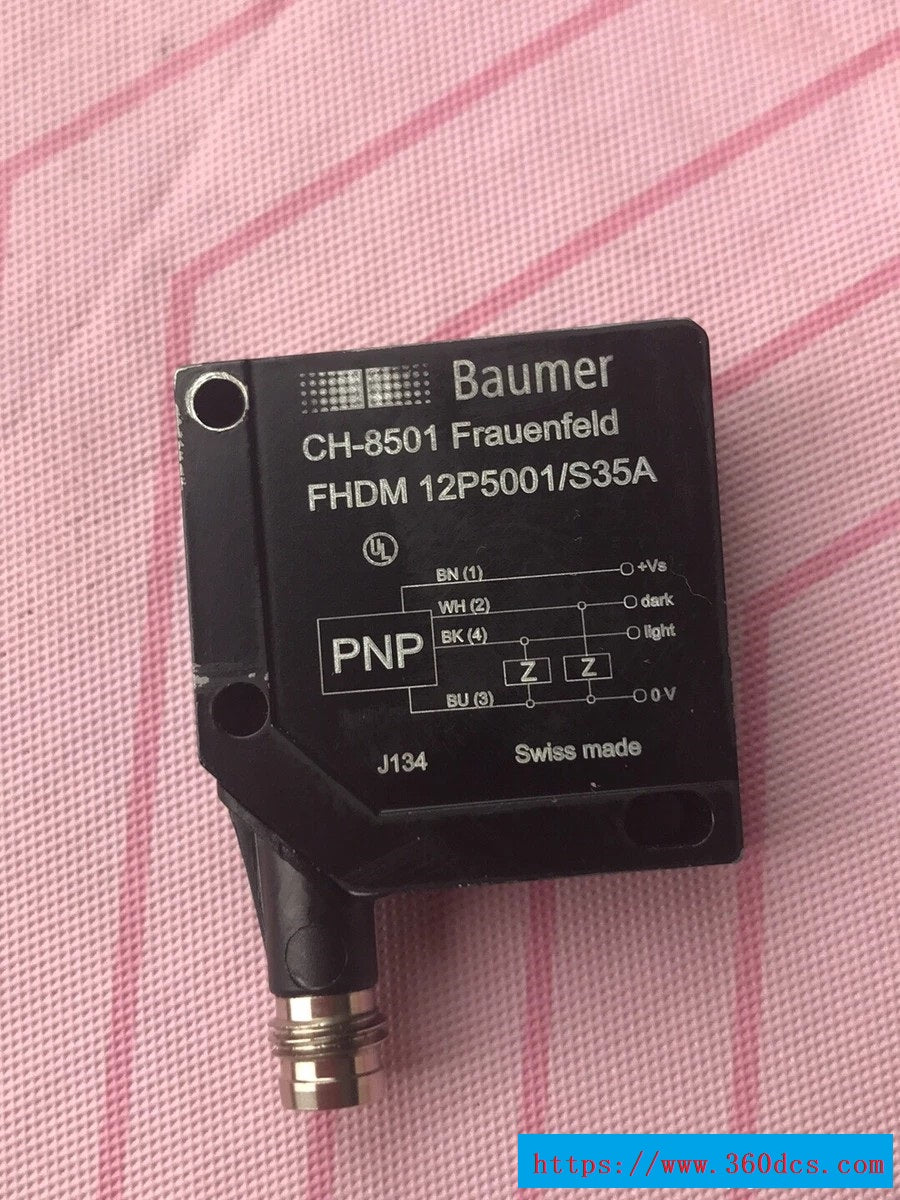 Baumer
CH-8501 Frauenfeld
FHDM 12P5001/S35A
UL
BN (1) +Vs
WH (2) dark
PNP BK (4) light
Z Z
BU (3) 0 V
J134 Swiss made
https://www.360dcs.com